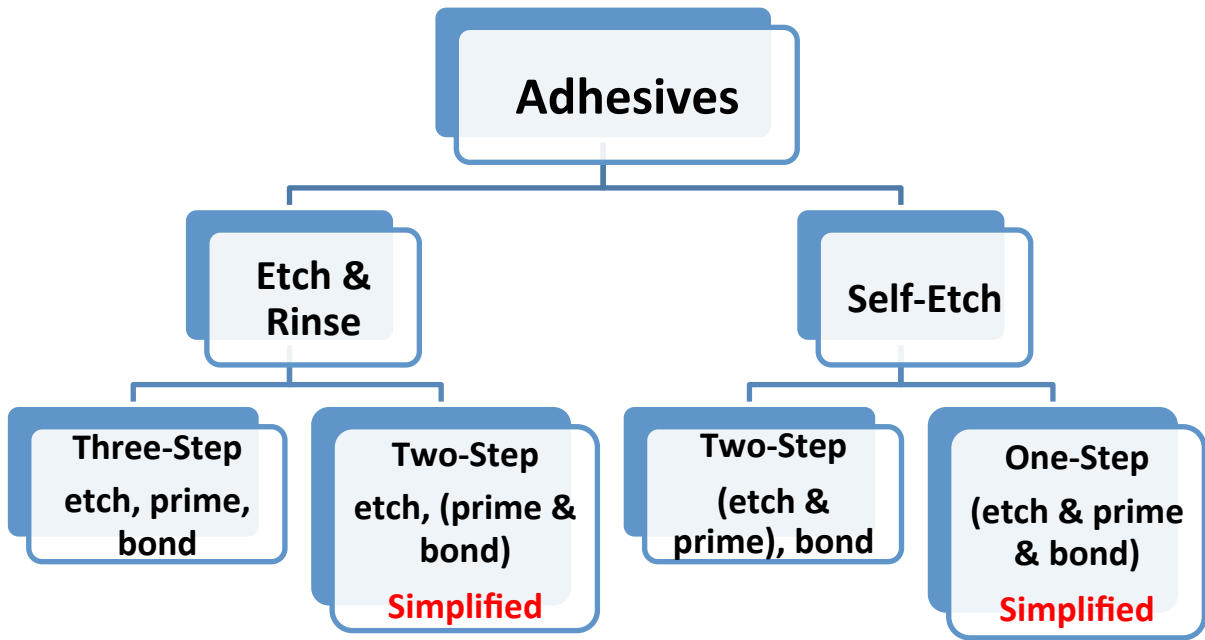 Adhesives
Etch &
Rinse
Self-Etch
Three-Step
etch, prime,
bond
Two-Step
etch, (prime &
bond)
Simplified
Two-Step
(etch &
prime), bond
One-Step
(etch & prime
& bond)
Simplified